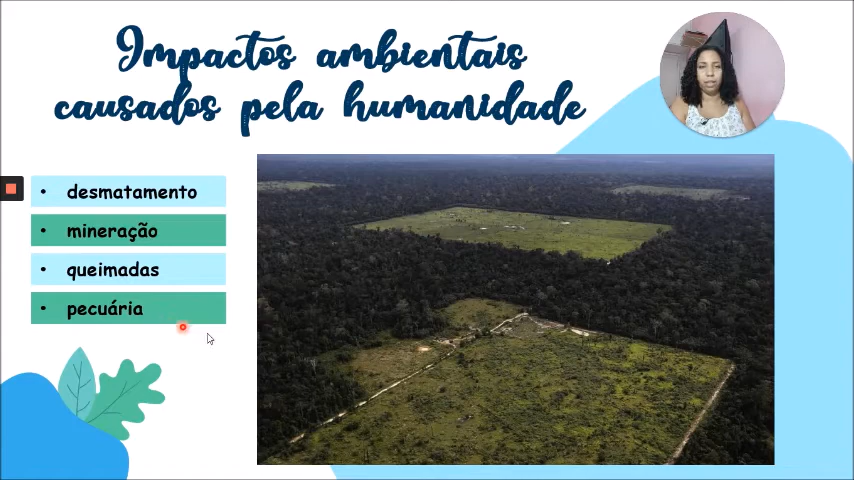 Impactos ambientais
causados pela humanidade
• desmatamento
• mineração
• queimadas
• pecuária